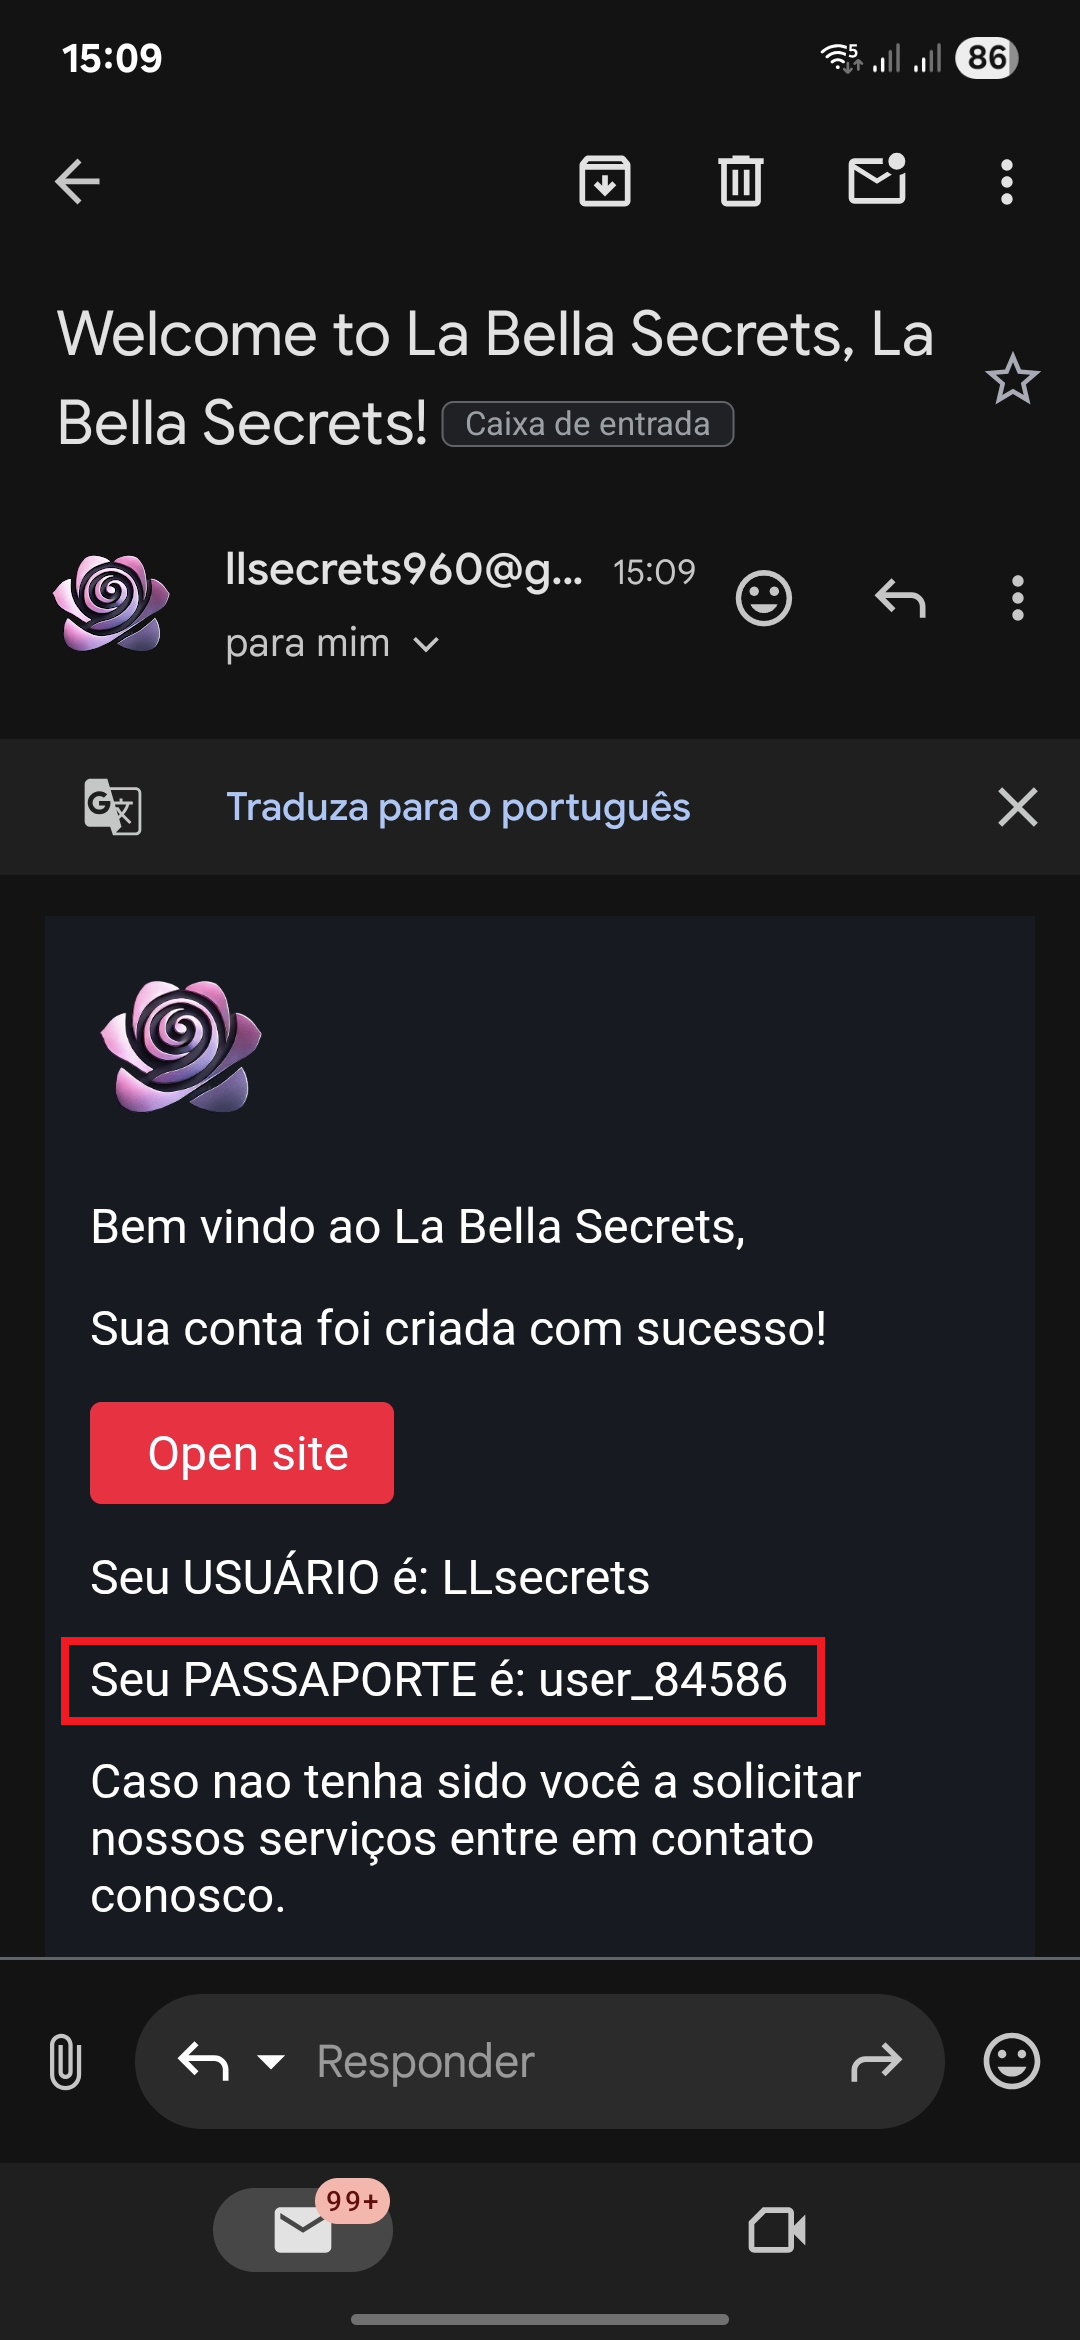 15:09
5
86
Welcome to La Bella Secrets, La
Bella Secrets! Caixa de entrada
llsecrets960@g... 15:09
para mim
G 文
Traduza para o português
Bem vindo ao La Bella Secrets,
Sua conta foi criada com sucesso!
Open site
Seu USUÁRIO é: LLsecrets
Seu PASSAPORTE é: user_84586
Caso nao tenha sido você a solicitar
nossos serviços entre em contato
conosco.
Responder
99+